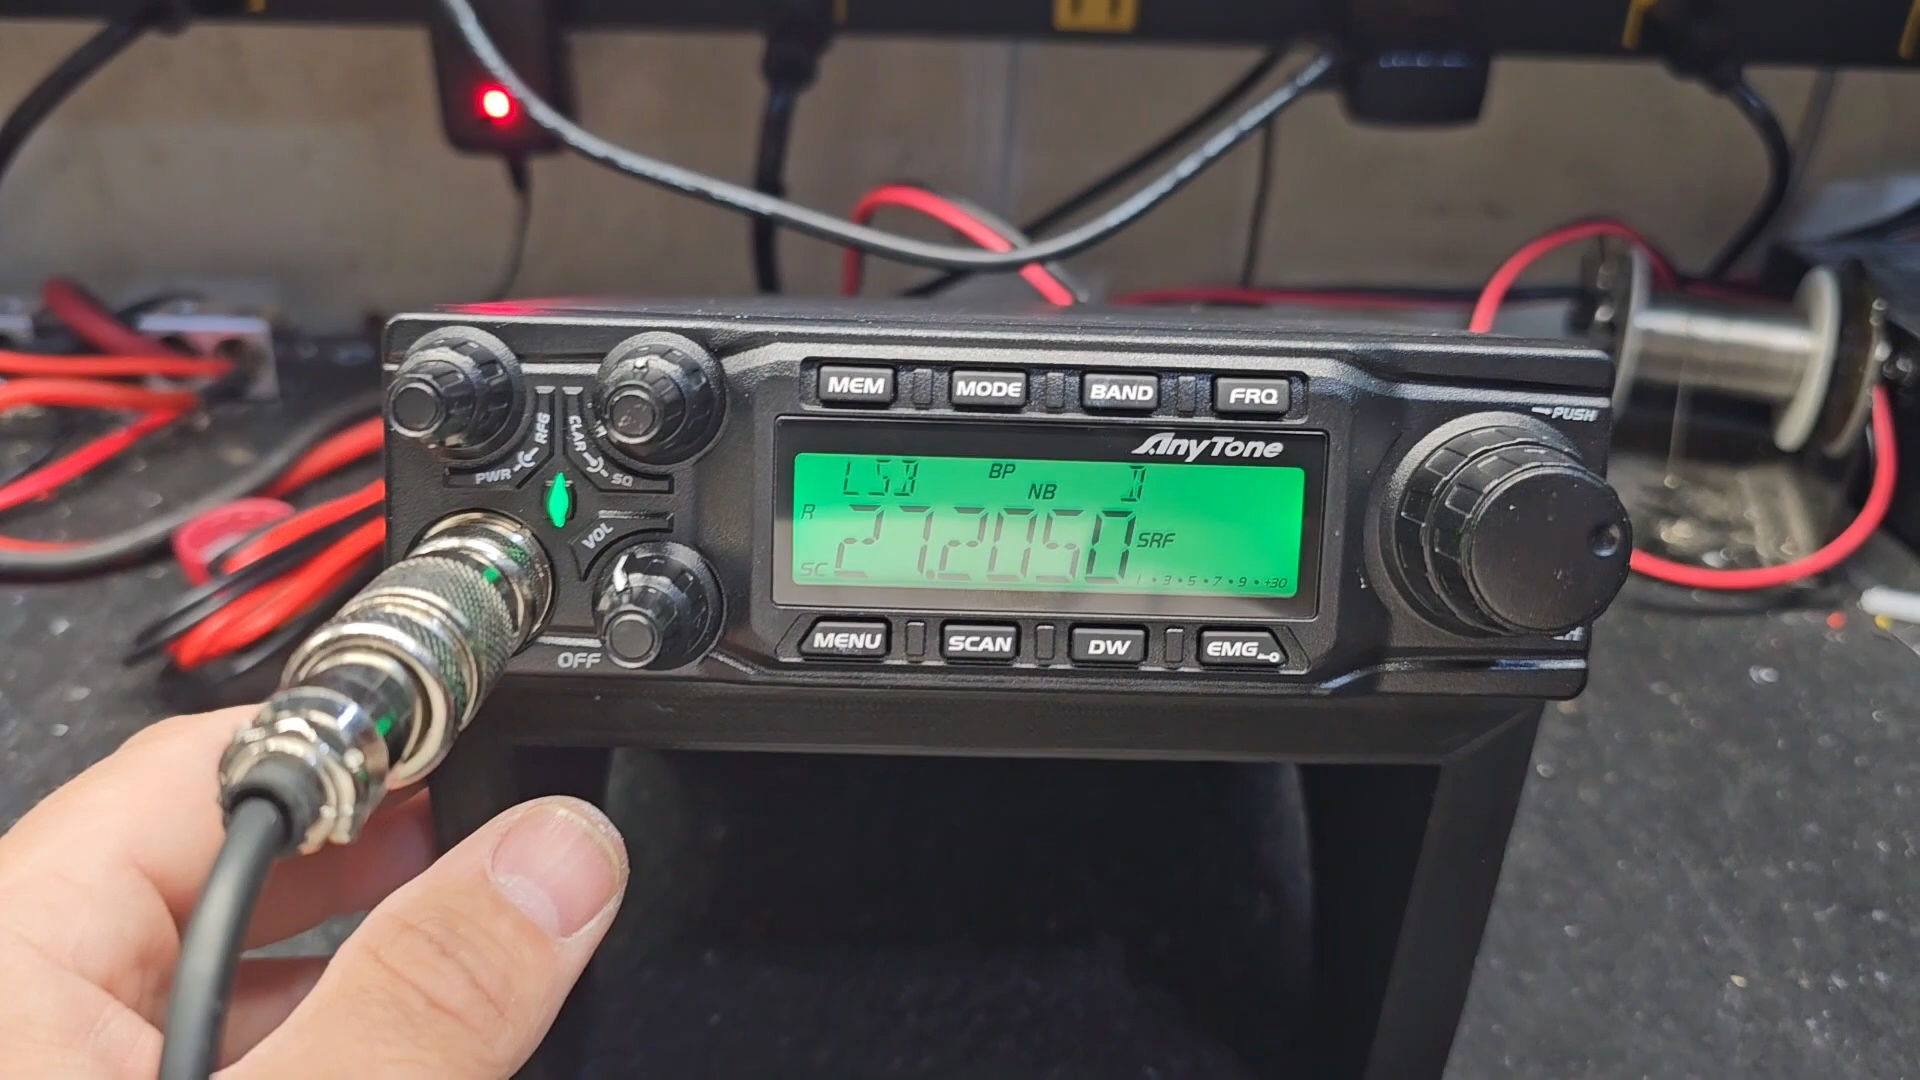 MEM MODE BAND FRQ
PUSH
AnyTone
LSB BP NB D
R 27.2050 SRF
SC 1 • 3 • 5 • 7 • 9 • +30
PWR RFG CLAR SQ
VOL
OFF
MENU SCAN DW EMG